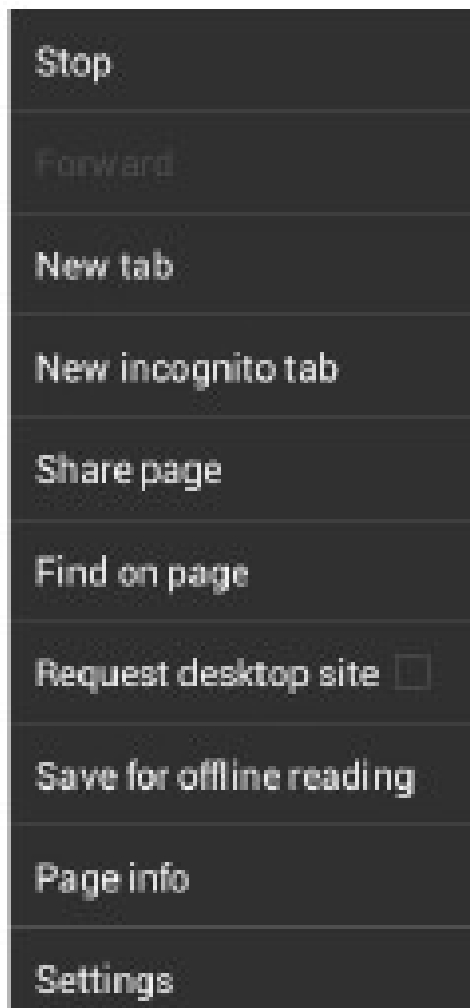 Stop
Forward
New tab
New incognito tab
Share page
Find on page
Request desktop site
Save for offline reading
Page info
Settings